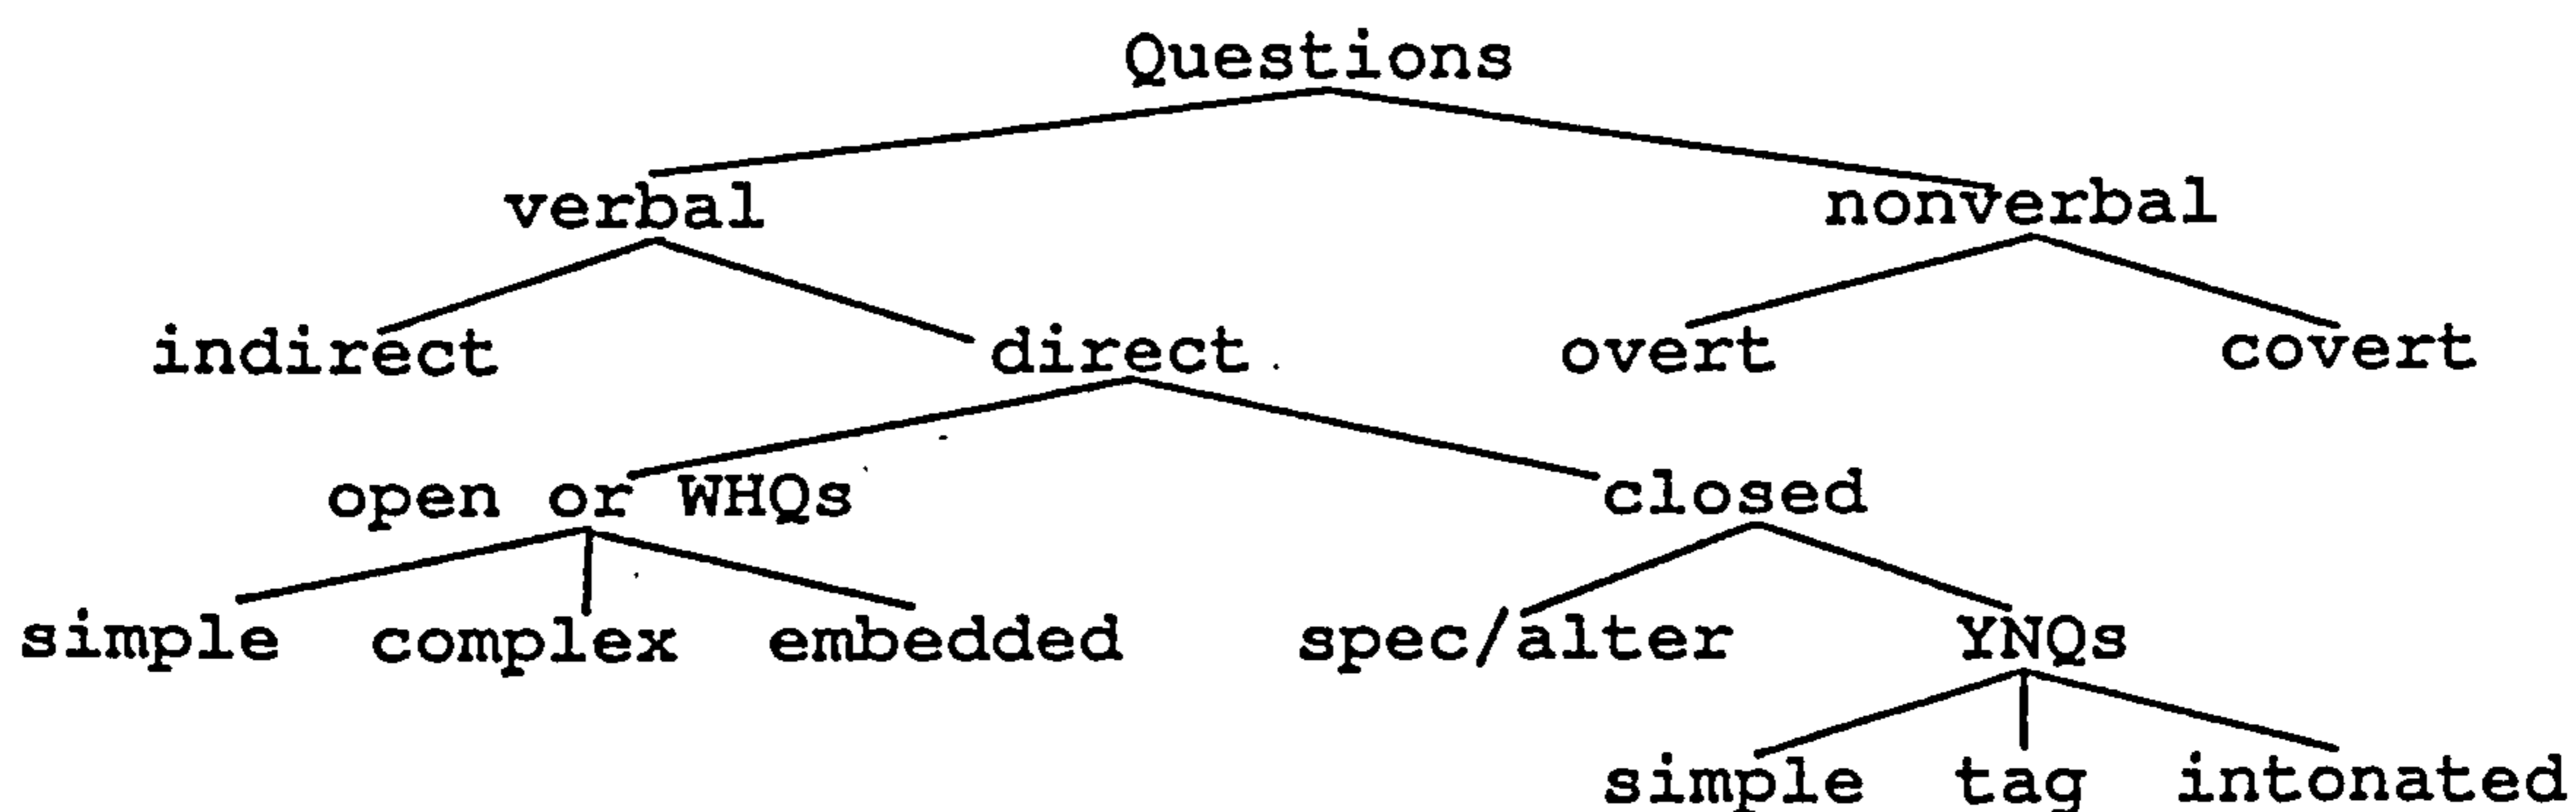 Questions
verbal nonverbal
indirect direct overt covert
open or WHQs closed
simple complex embedded spec/alter YNQs
simple tag intonated